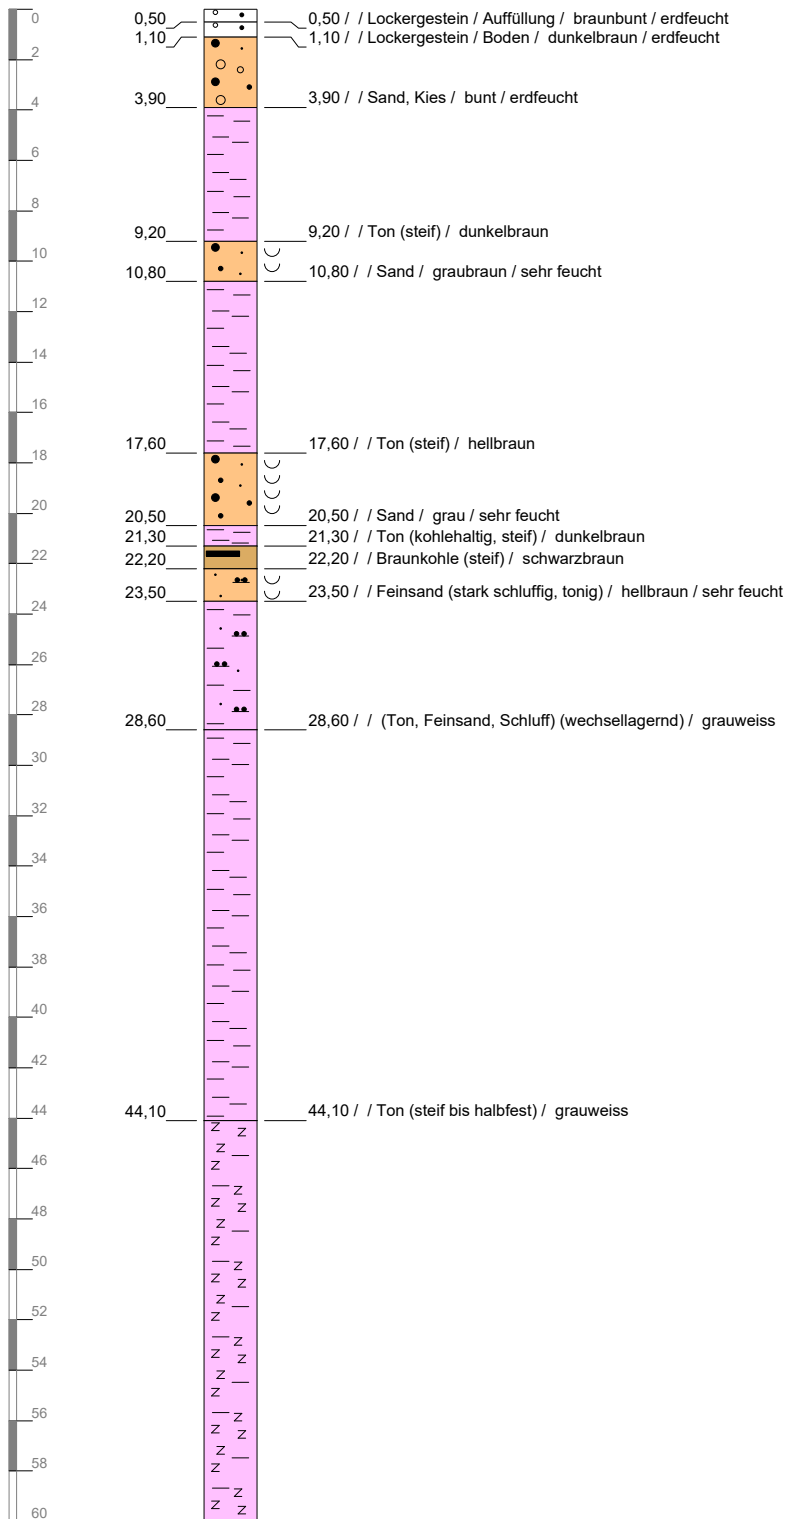 0
0,50 0,50 / / Lockergestein / Auffüllung / braunbunt / erdfeucht
1,10 1,10 / / Lockergestein / Boden / dunkelbraun / erdfeucht
2
3,90 3,90 / / Sand, Kies / bunt / erdfeucht
4
6
8
9,20 9,20 / / Ton (steif) / dunkelbraun
10
10,80 10,80 / / Sand / graubraun / sehr feucht
12
14
16
17,60 17,60 / / Ton (steif) / hellbraun
18
20
20,50 20,50 / / Sand / grau / sehr feucht
21,30 21,30 / / Ton (kohlehaltig, steif) / dunkelbraun
22
22,20 22,20 / / Braunkohle (steif) / schwarzbraun
23,50 23,50 / / Feinsand (stark schluffig, tonig) / hellbraun / sehr feucht
24
26
28
28,60 28,60 / / (Ton, Feinsand, Schluff) (wechsellagernd) / grauweiss
30
32
34
36
38
40
42
44
44,10 44,10 / / Ton (steif bis halbfest) / grauweiss
46
48
50
52
54
56
58
60